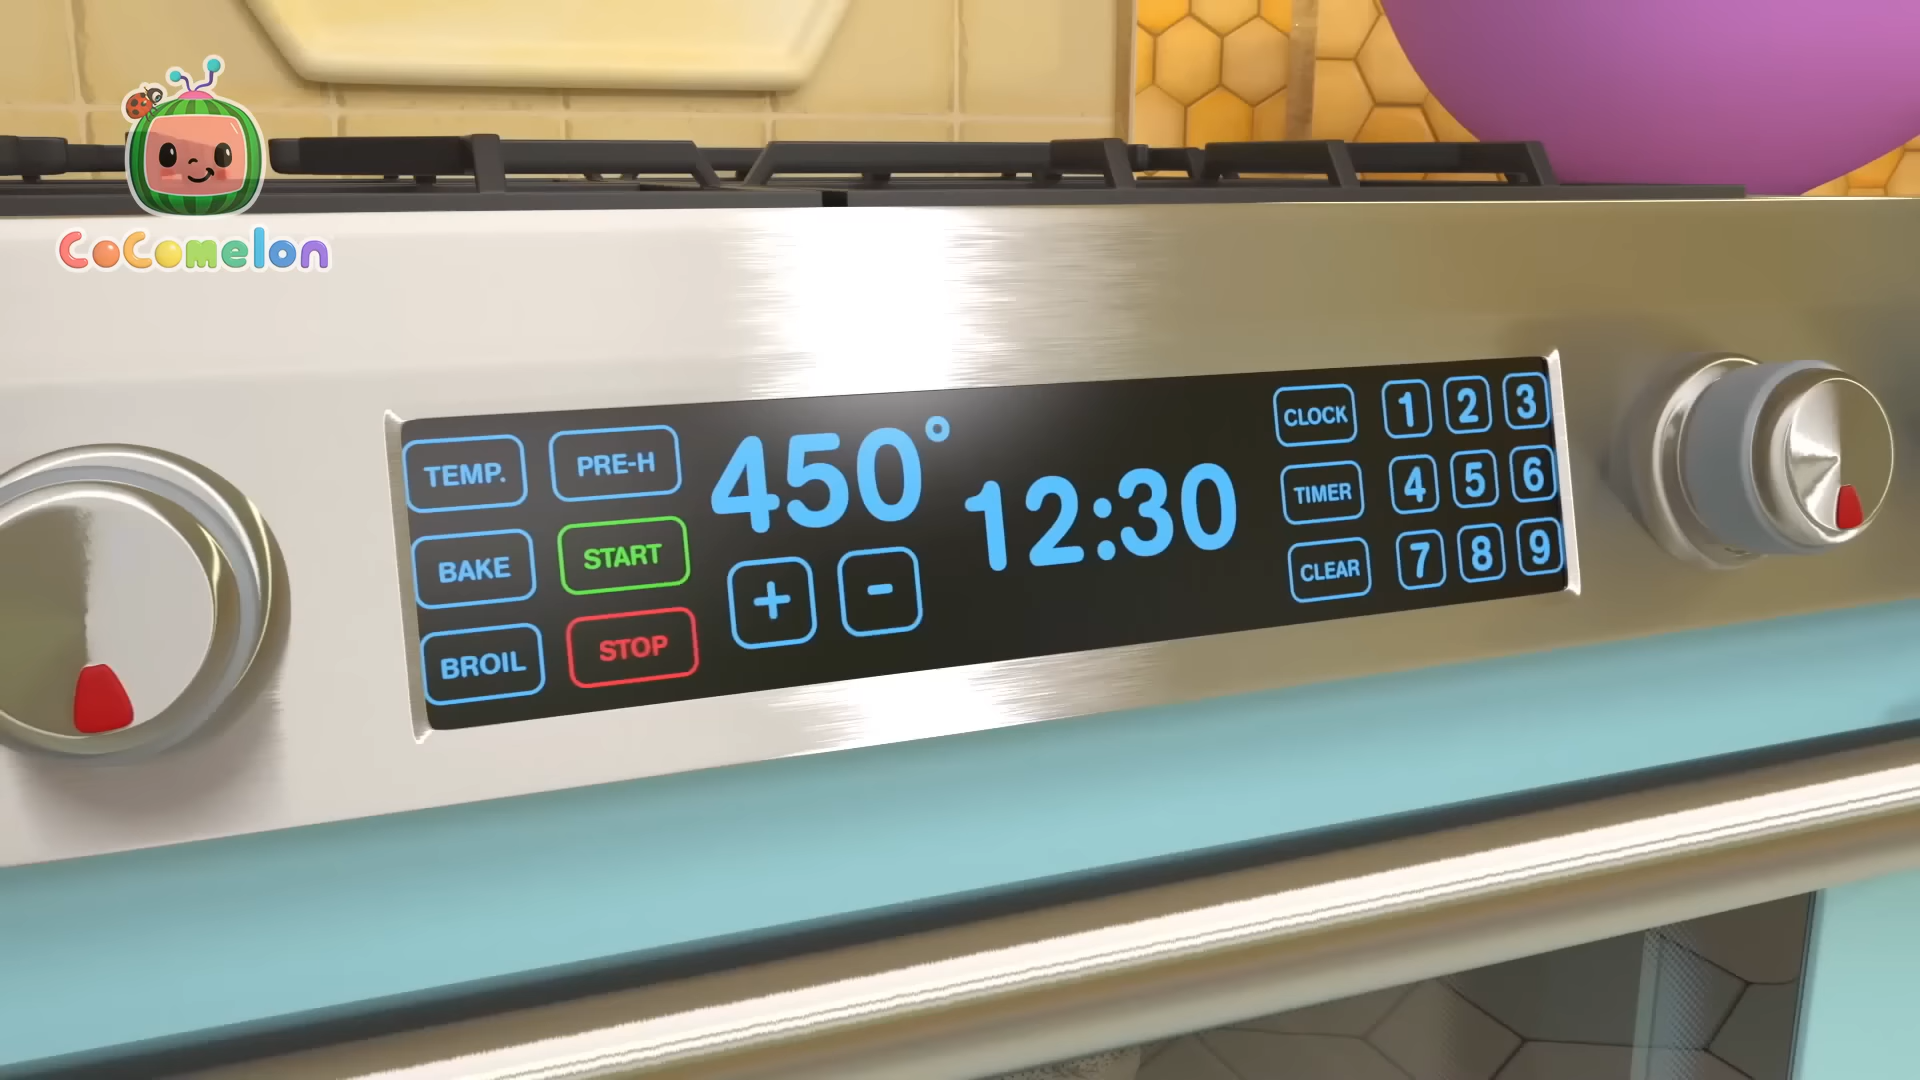 CoComelon
TEMP. PRE-H 450° 12:30 CLOCK 1 2 3
BAKE START + - TIMER 4 5 6
BROIL STOP CLEAR 7 8 9